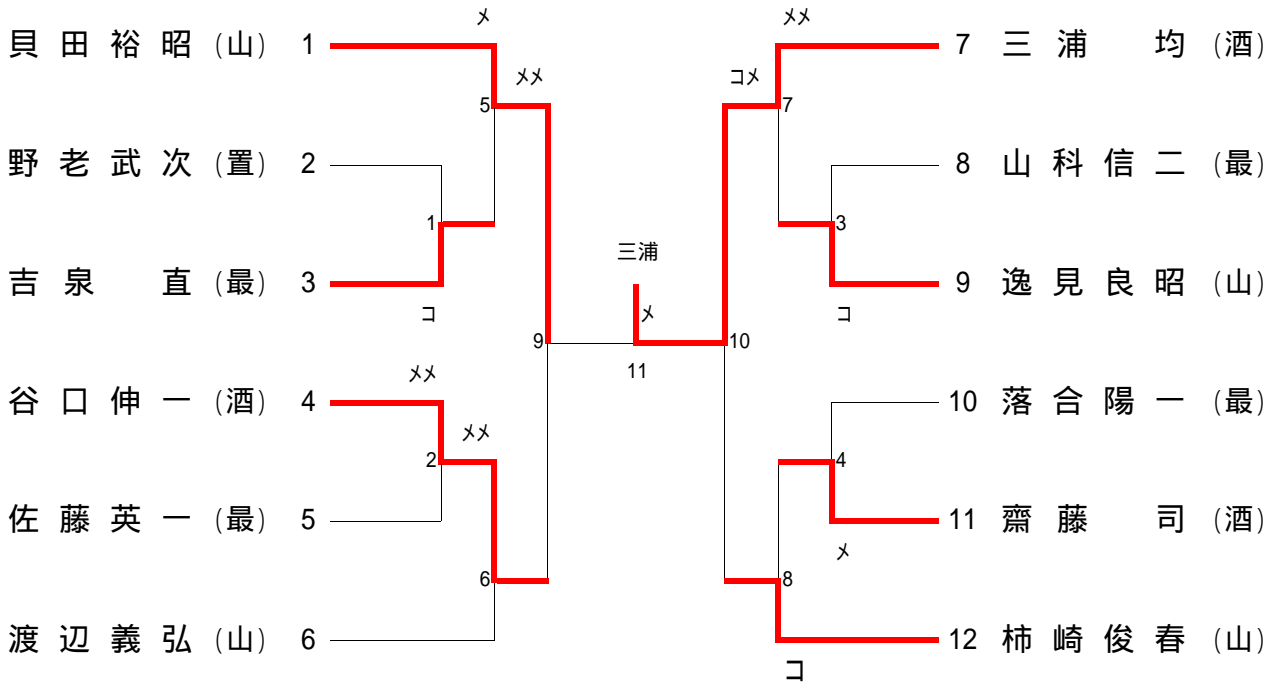 メ
メメ
貝田裕昭(山) 1
7 三浦 均(酒)
メメ
コメ
5
7
野老武次(置) 2
8 山科信二(最)
1
3
三浦
吉泉 直(最) 3
9 逸見良昭(山)
コ
メ
コ
9
10
11
メメ
谷口伸一(酒) 4
10 落合陽一(最)
メメ
2
4
佐藤英一(最) 5
11 齋藤 司(酒)
メ
6
8
渡辺義弘(山) 6
12 柿崎俊春(山)
コ